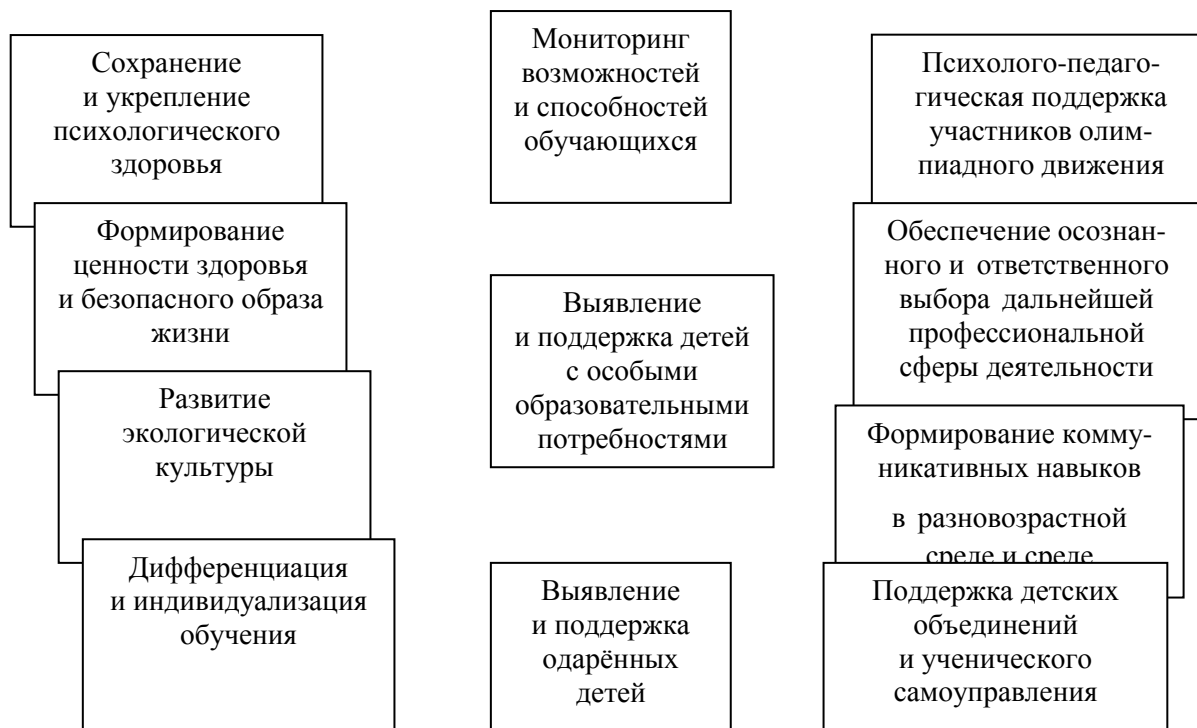 Сохранение
и укрепление
психологического
здоровья
Формирование
ценности здоровья
и безопасного образа
жизни
Развитие
экологической
культуры
Дифференциация
и индивидуализация
обучения
Мониторинг
возможностей
и способностей
обучающихся
Выявление
и поддержка детей
с особыми
образовательными
потребностями
Выявление
и поддержка
одарённых
детей
Психолого-педаго-
гическая поддержка
участников олим-
пиадного движения
Обеспечение осознан-
ного и ответственного
выбора дальнейшей
профессиональной
сферы деятельности
Формирование комму-
никативных навыков
в разновозрастной
среде и среде
Поддержка детских
объединений
и ученического
самоуправления